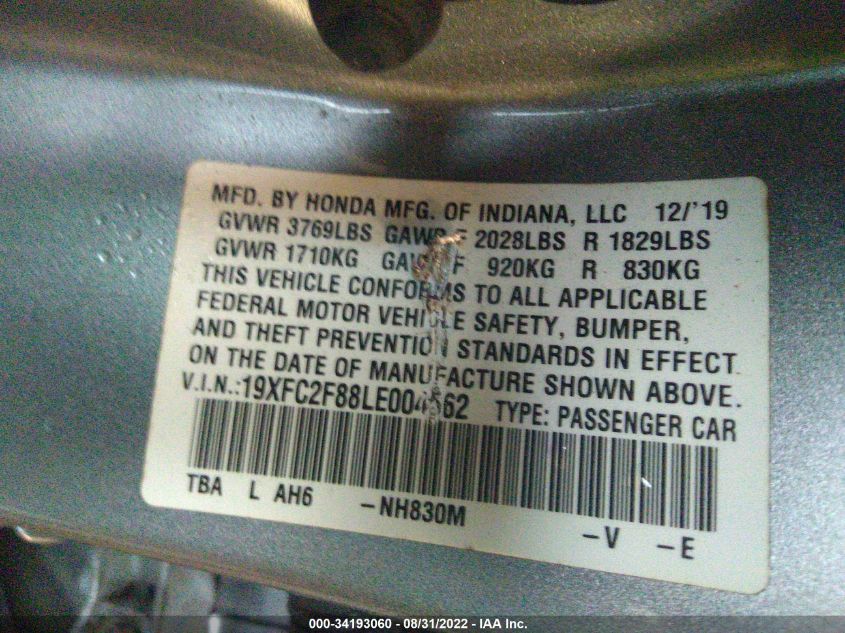 MFD. BY HONDA MFG. OF INDIANA, LLC 12/'19
GVWR 3769LBS GAWR F 2028LBS R 1829LBS
GVWR 1710KG GAWR F 920KG R 830KG
THIS VEHICLE CONFORMS TO ALL APPLICABLE
FEDERAL MOTOR VEHICLE SAFETY, BUMPER,
AND THEFT PREVENTION STANDARDS IN EFFECT
ON THE DATE OF MANUFACTURE SHOWN ABOVE.
V.I.N.: TYPE: PASSENGER CAR
TBA L AH6 -NH830M -V -E
000-34193060 - 08/31/2022 - IAA Inc.